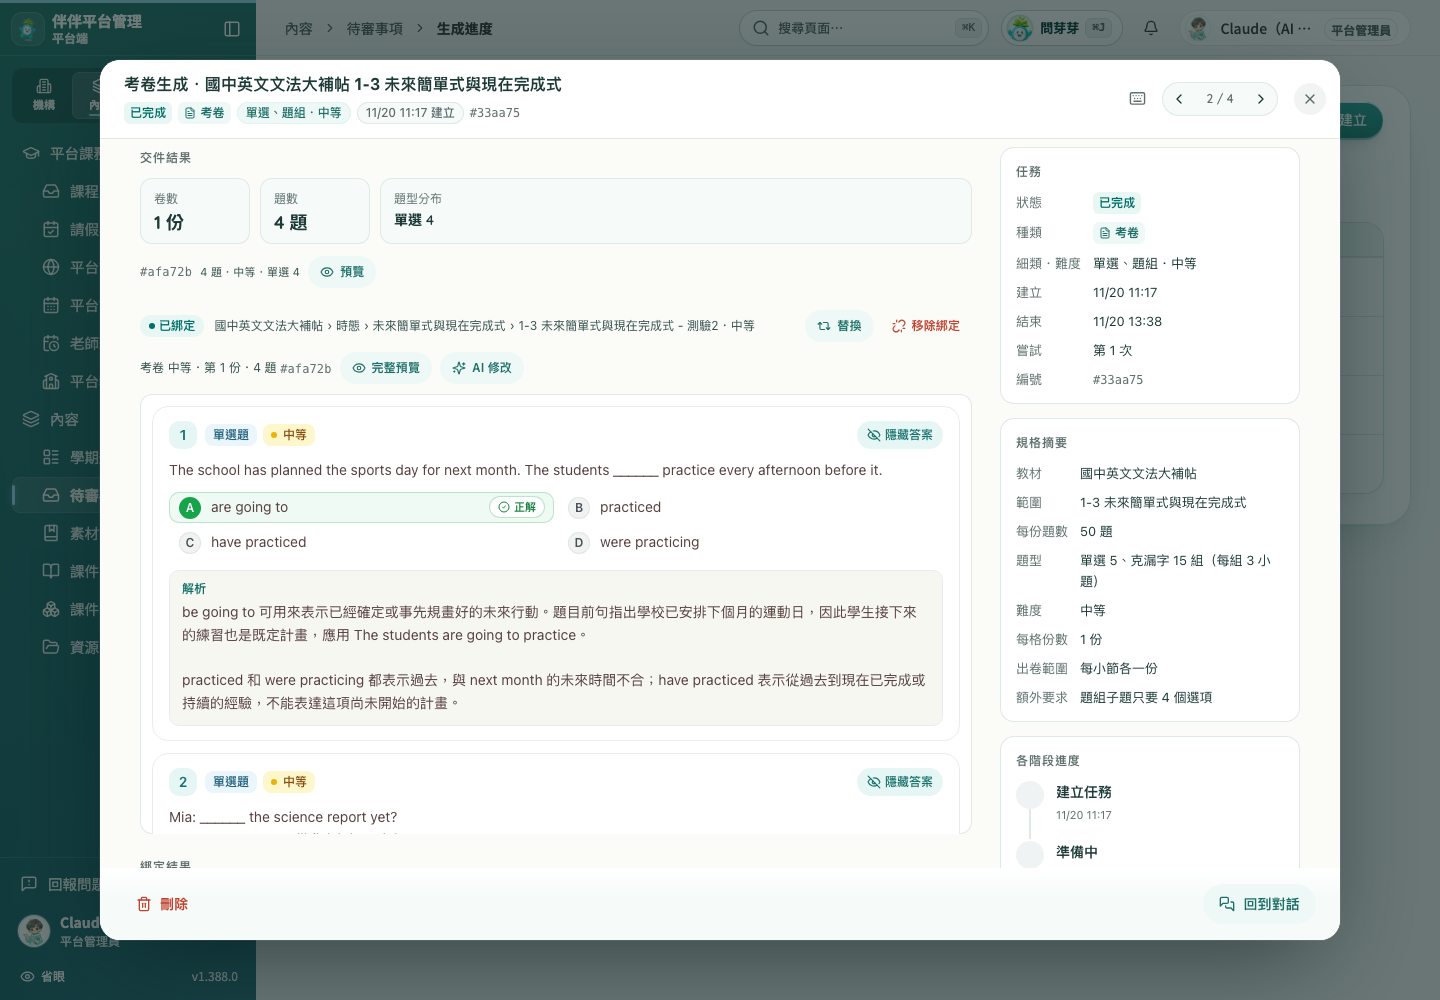 伴伴平台管理
平台端
內容 › 待審事項 › 生成進度
搜尋頁面…
⌘K
問芽芽
⌘J
Claude（AI …
平台管理員
機構
平台課
課程
請假
平台
平台
老師
平台
內容
學期
待審
素材
課件
課件
資源
回報問題
Claud
平台管理員
省眼
v1.388.0
建立
考卷生成 · 國中英文文法大補帖 1-3 未來簡單式與現在完成式
已完成
考卷
單選、題組 · 中等
11/20 11:17 建立
#33aa75
2 / 4
交件結果
卷數
1 份
題數
4 題
題型分布
單選 4
#afa72b 4 題 · 中等 · 單選 4
預覽
已綁定
國中英文文法大補帖 › 時態 › 未來簡單式與現在完成式 › 1-3 未來簡單式與現在完成式 - 測驗2 · 中等
替換
移除綁定
考卷 中等 · 第 1 份 · 4 題 #afa72b
完整預覽
AI 修改
1
單選題
中等
隱藏答案
The school has planned the sports day for next month. The students ______ practice every afternoon before it.
A are going to
正解
B practiced
C have practiced
D were practicing
解析
be going to 可用來表示已經確定或事先規畫好的未來行動。題目前句指出學校已安排下個月的運動日，因此學生接下來
的練習也是既定計畫，應用 The students are going to practice。
practiced 和 were practicing 都表示過去，與 next month 的未來時間不合；have practiced 表示從過去到現在已完成或
持續的經驗，不能表達這項尚未開始的計畫。
2
單選題
中等
隱藏答案
Mia: ______ the science report yet?
綁定結果
任務
狀態 已完成
種類 考卷
細類 · 難度 單選、題組 · 中等
建立 11/20 11:17
結束 11/20 13:38
嘗試 第 1 次
編號 #33aa75
規格摘要
教材 國中英文文法大補帖
範圍 1-3 未來簡單式與現在完成式
每份題數 50 題
題型 單選 5、克漏字 15 組（每組 3 小
題）
難度 中等
每格份數 1 份
出卷範圍 每小節各一份
額外要求 題組子題只要 4 個選項
各階段進度
建立任務
11/20 11:17
準備中
刪除
回到對話